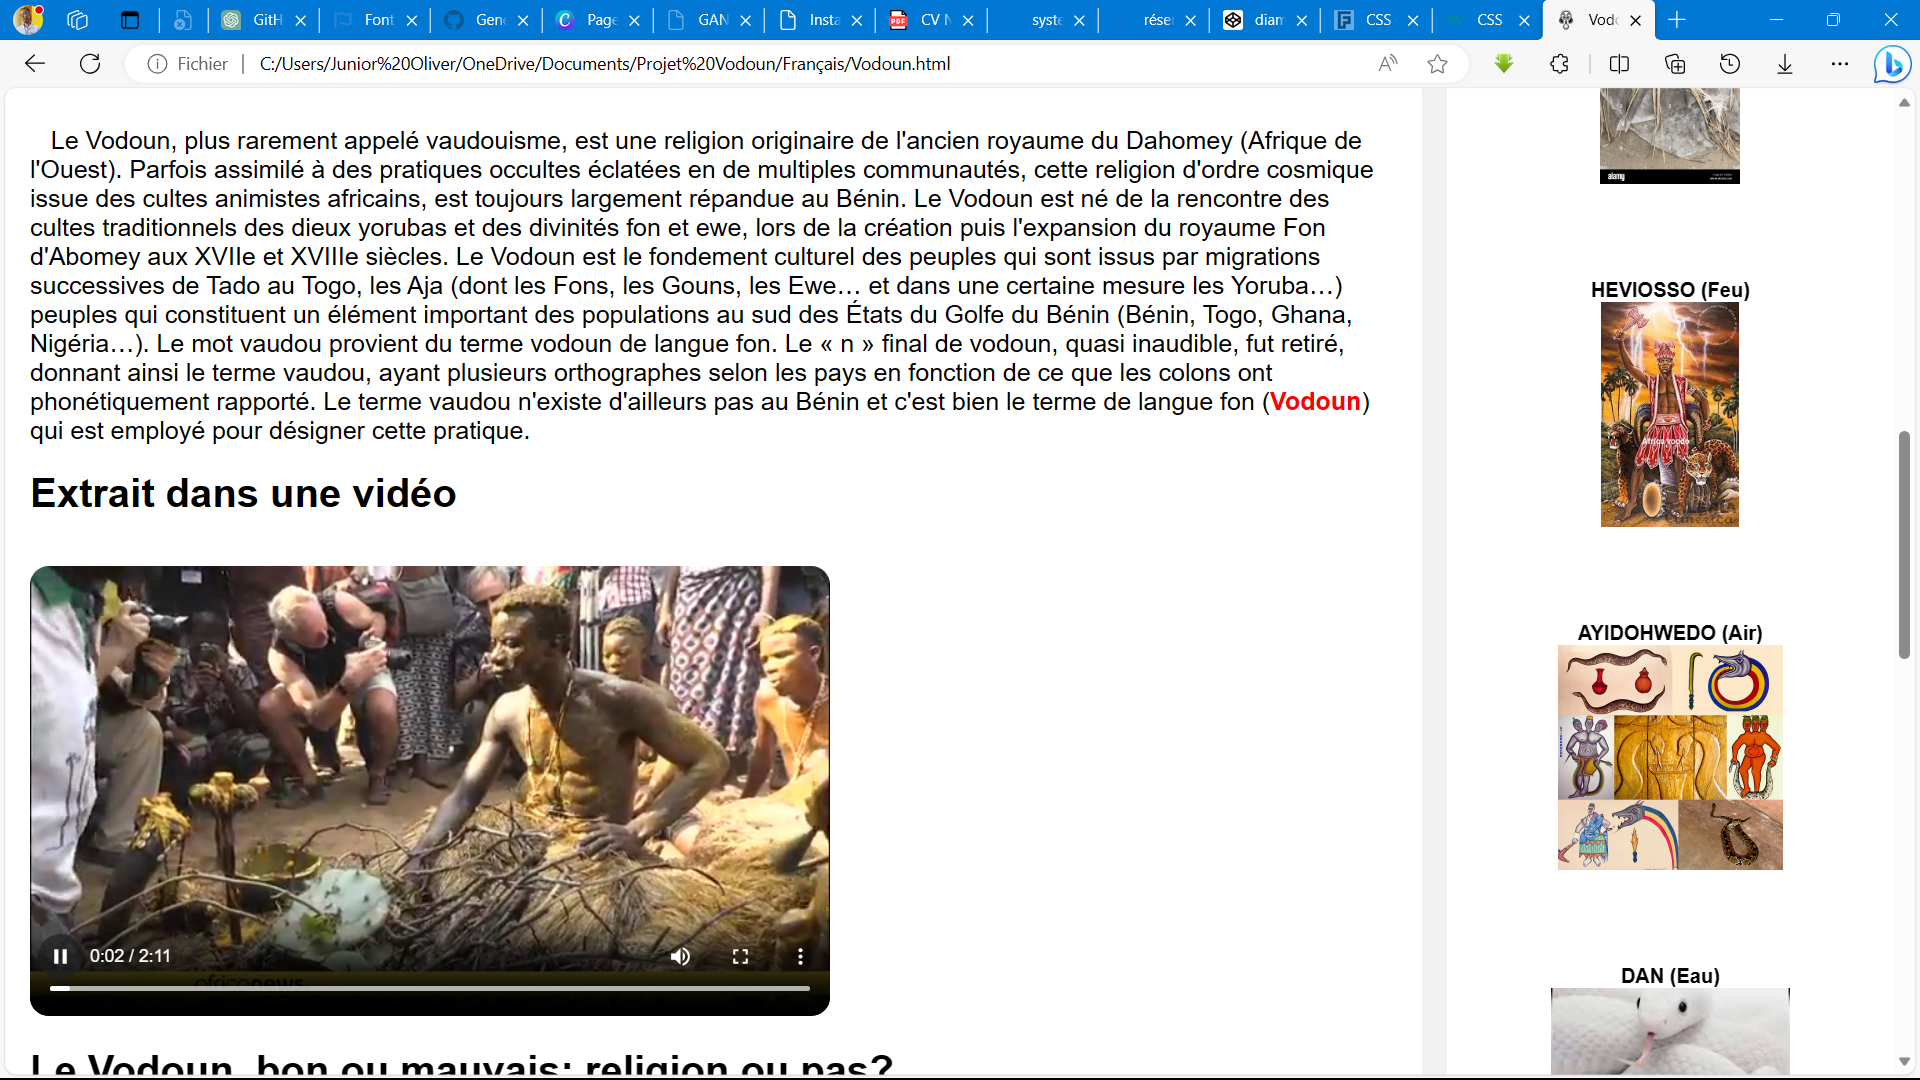 GitH
Font
Gene
Page
GAN
Insta
CV N
syste
rése
diam
CSS
CSS
Vodo
Fichier
C:/Users/Junior%20Oliver/OneDrive/Documents/Projet%20Vodoun/Français/Vodoun.html
Le Vodoun, plus rarement appelé vaudouisme, est une religion originaire de l'ancien royaume du Dahomey (Afrique de
l'Ouest). Parfois assimilé à des pratiques occultes éclatées en de multiples communautés, cette religion d'ordre cosmique
issue des cultes animistes africains, est toujours largement répandue au Bénin. Le Vodoun est né de la rencontre des
cultes traditionnels des dieux yorubas et des divinités fon et ewe, lors de la création puis l'expansion du royaume Fon
d'Abomey aux XVIIe et XVIIIe siècles. Le Vodoun est le fondement culturel des peuples qui sont issus par migrations
successives de Tado au Togo, les Aja (dont les Fons, les Gouns, les Ewe… et dans une certaine mesure les Yoruba…)
peuples qui constituent un élément important des populations au sud des États du Golfe du Bénin (Bénin, Togo, Ghana,
Nigéria…). Le mot vaudou provient du terme vodoun de langue fon. Le « n » final de vodoun, quasi inaudible, fut retiré,
donnant ainsi le terme vaudou, ayant plusieurs orthographes selon les pays en fonction de ce que les colons ont
phonétiquement rapporté. Le terme vaudou n'existe d'ailleurs pas au Bénin et c'est bien le terme de langue fon (Vodoun)
qui est employé pour désigner cette pratique.
Extrait dans une vidéo
0:02 / 2:11
africanews.
Le Vodoun, bon ou mauvais: religion ou pas?
alamy
HEVIOSSO (Feu)
Africa voodo
AYIDOHWEDO (Air)
DAN (Eau)